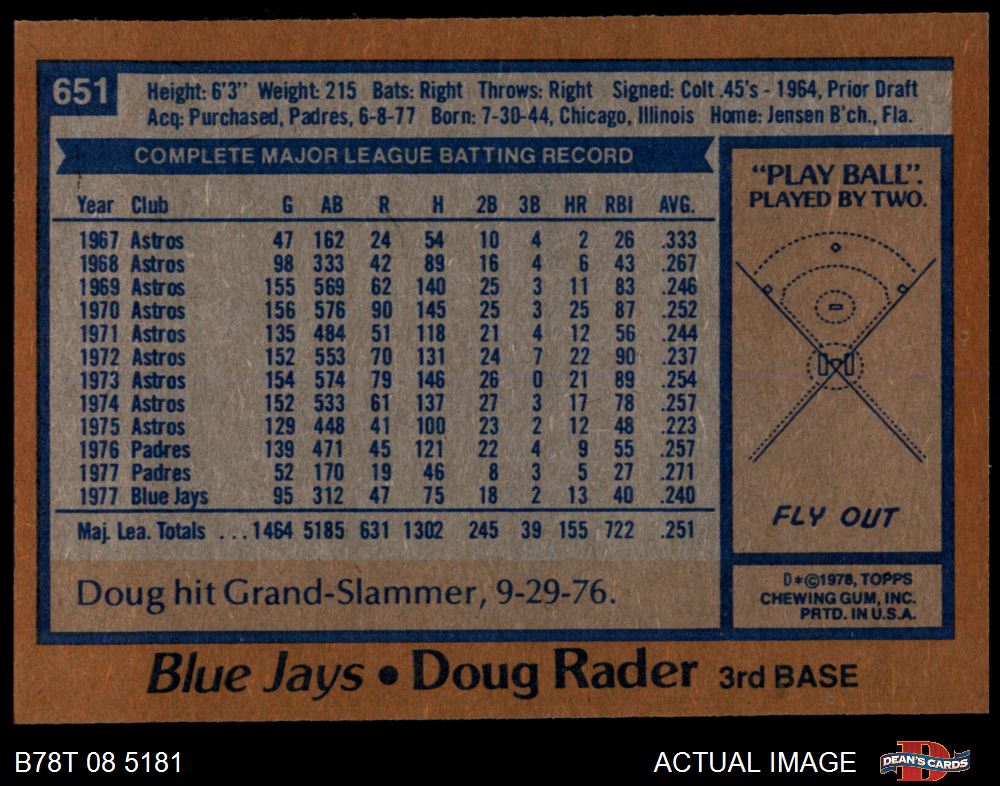 651
Height: 6'3" Weight: 215 Bats: Right Throws: Right Signed: Colt .45's - 1964, Prior Draft
Acq: Purchased, Padres, 6-8-77 Born: 7-30-44, Chicago, Illinois Home: Jensen B'ch., Fla.
COMPLETE MAJOR LEAGUE BATTING RECORD
Year Club G AB R H 2B 3B HR RBI AVG.
1967 Astros 47 162 24 54 10 4 2 26 .333
1968 Astros 98 333 42 89 16 4 6 43 .267
1969 Astros 155 569 62 140 25 3 11 83 .246
1970 Astros 156 576 90 145 25 3 25 87 .252
1971 Astros 135 484 51 118 21 4 12 56 .244
1972 Astros 152 553 70 131 24 7 22 90 .237
1973 Astros 154 574 79 146 26 0 21 89 .254
1974 Astros 152 533 61 137 27 3 17 78 .257
1975 Astros 129 448 41 100 23 2 12 48 .223
1976 Padres 139 471 45 121 22 4 9 55 .257
1977 Padres 52 170 19 46 8 3 5 27 .271
1977 Blue Jays 95 312 47 75 18 2 13 40 .240
Maj. Lea. Totals ...1464 5185 631 1302 245 39 155 722 .251
Doug hit Grand-Slammer, 9-29-76.
"PLAY BALL".
PLAYED BY TWO.
FLY OUT
D*©1978, TOPPS
CHEWING GUM, INC.
PRTD. IN U.S.A.
Blue Jays • Doug Rader 3rd BASE
B78T 08 5181
ACTUAL IMAGE
D
DEAN'S CARDS